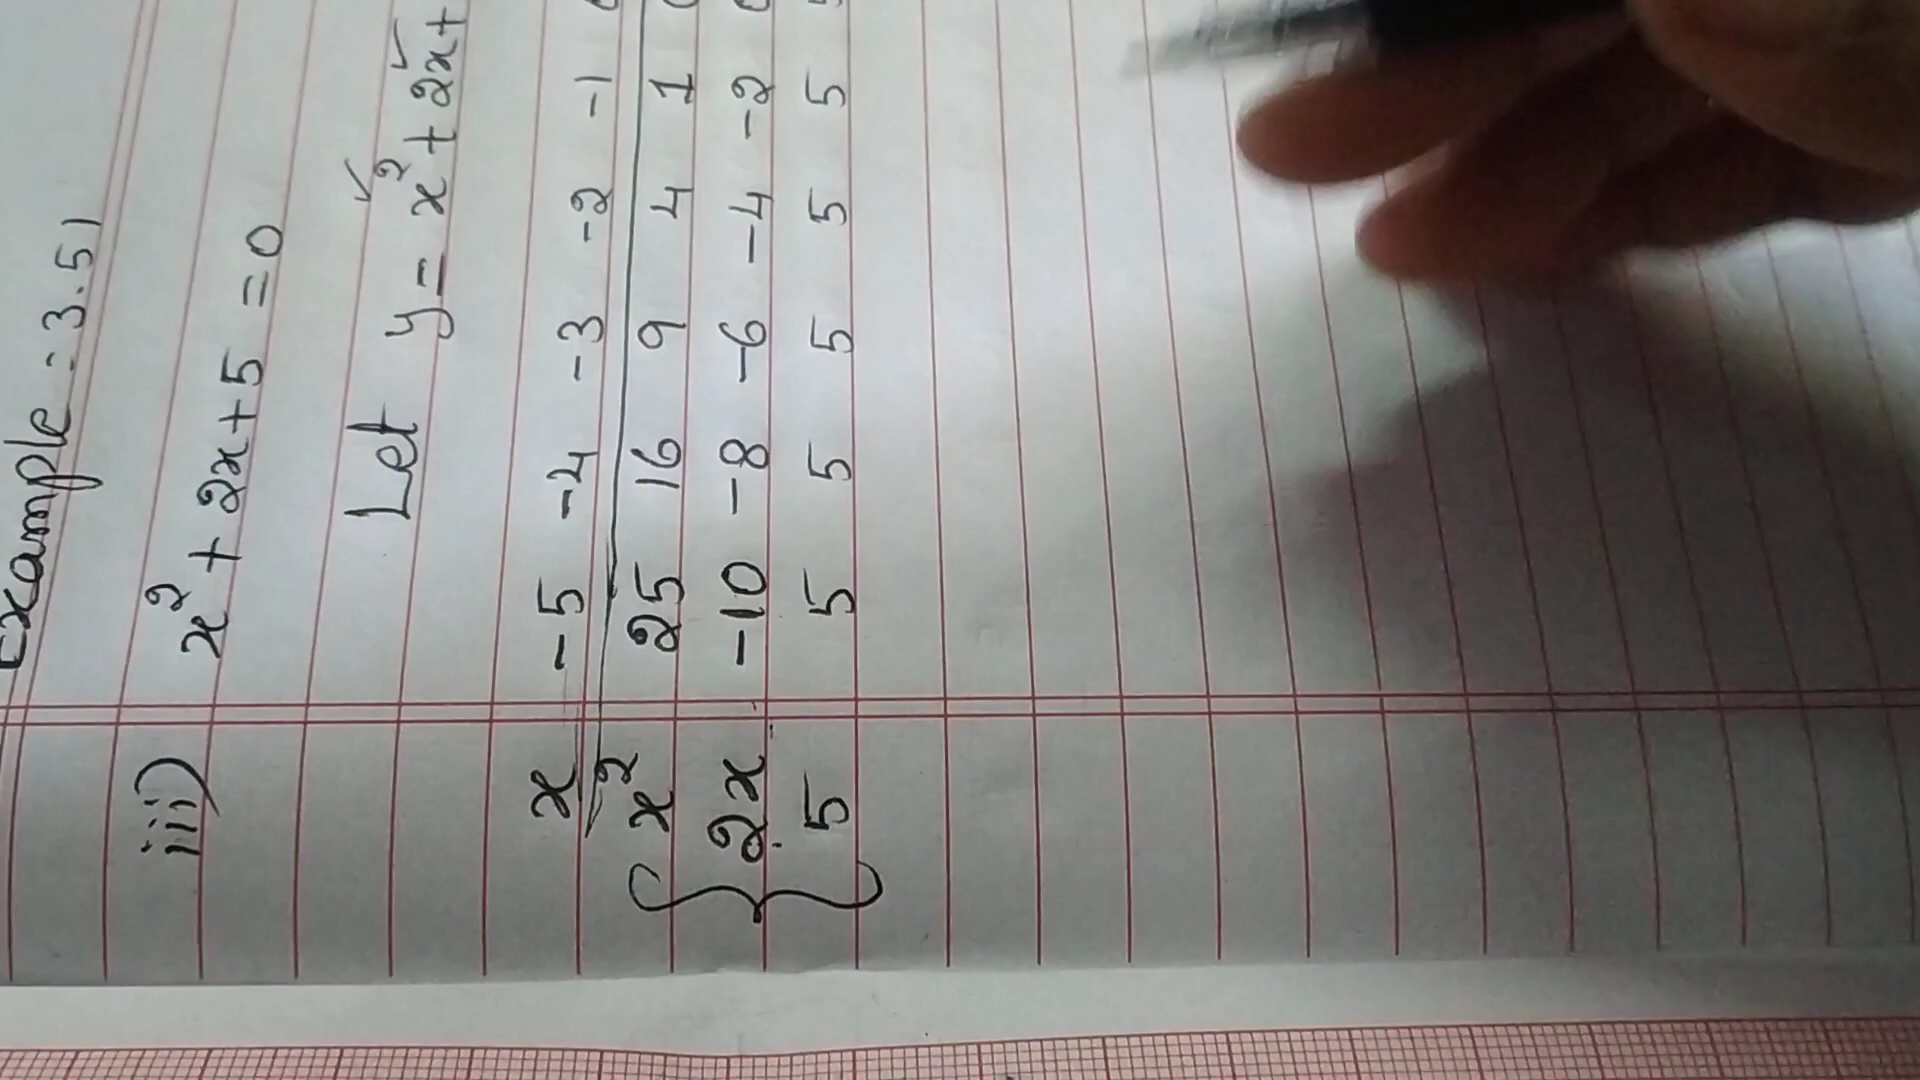 Example : 3.51
iii) x² + 2x + 5 = 0
Let y = x² + 2x +
x -5 -4 -3 -2 -1
x² 25 16 9 4 1
2x -10 -8 -6 -4 -2
5 5 5 5 5 5